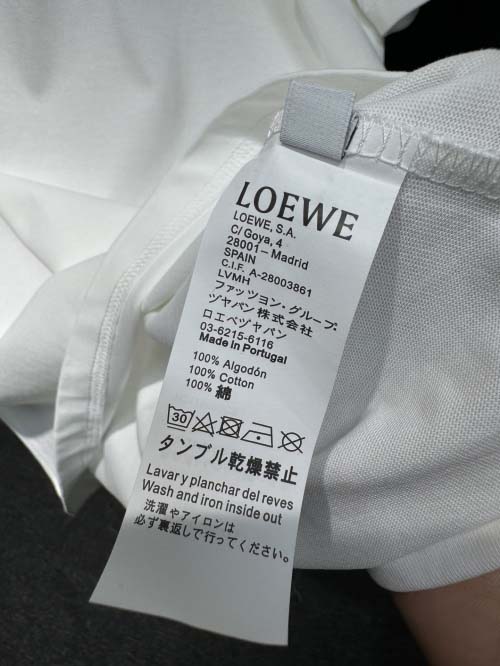 LOEWE
LOEWE, S.A.
C/ Goya, 4
28001－Madrid
SPAIN
C.I.F. A-28003861
LVMH
ファッツョン・グループ
ヅャパン株式会社
ロエベヅャパン
03-6215-6116
Made in Portugal
100% Algodón
100% Cotton
100% 綿
30
タンブル乾燥禁止
Lavar y planchar del reves
Wash and iron inside out
洗濯やアイロンは
必ず裏返しで行ってください。